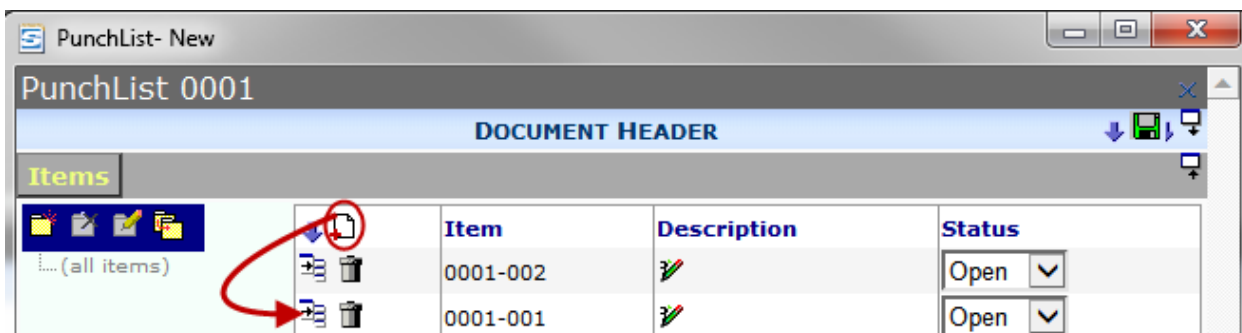 PunchList- New
PunchList 0001
DOCUMENT HEADER
Items
Item Description Status
(all items) 0001-002 Open
0001-001 Open